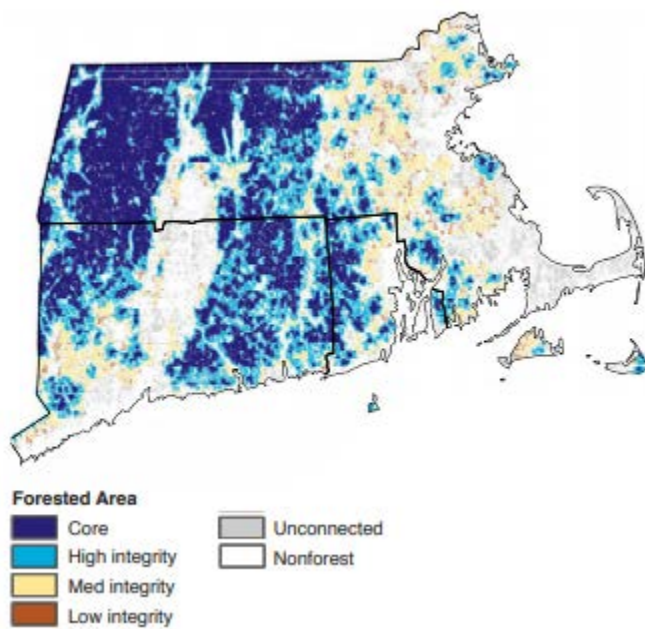 Forested Area
Core
High integrity
Med integrity
Low integrity
Unconnected
Nonforest